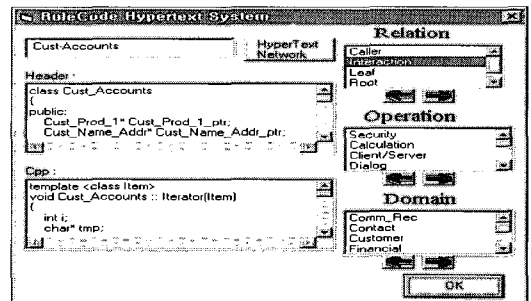 RuleCode Hypertext System
Cust-Accounts
HyperText
Network
Header :
class Cust_Accounts
{
public:
Cust_Prod_1* Cust_Prod_1_ptr;
Cust_Name_Addr* Cust_Name_Addr_ptr;
Cpp :
template <class Item>
void Cust_Accounts :: Iterator(Item)
{
int i;
char* tmp;
Relation
Caller
Interaction
Leaf
Root
Operation
Security
Calculation
Client/Server
Dialog
Domain
Comm_Rec
Contact
Customer
Financial
OK